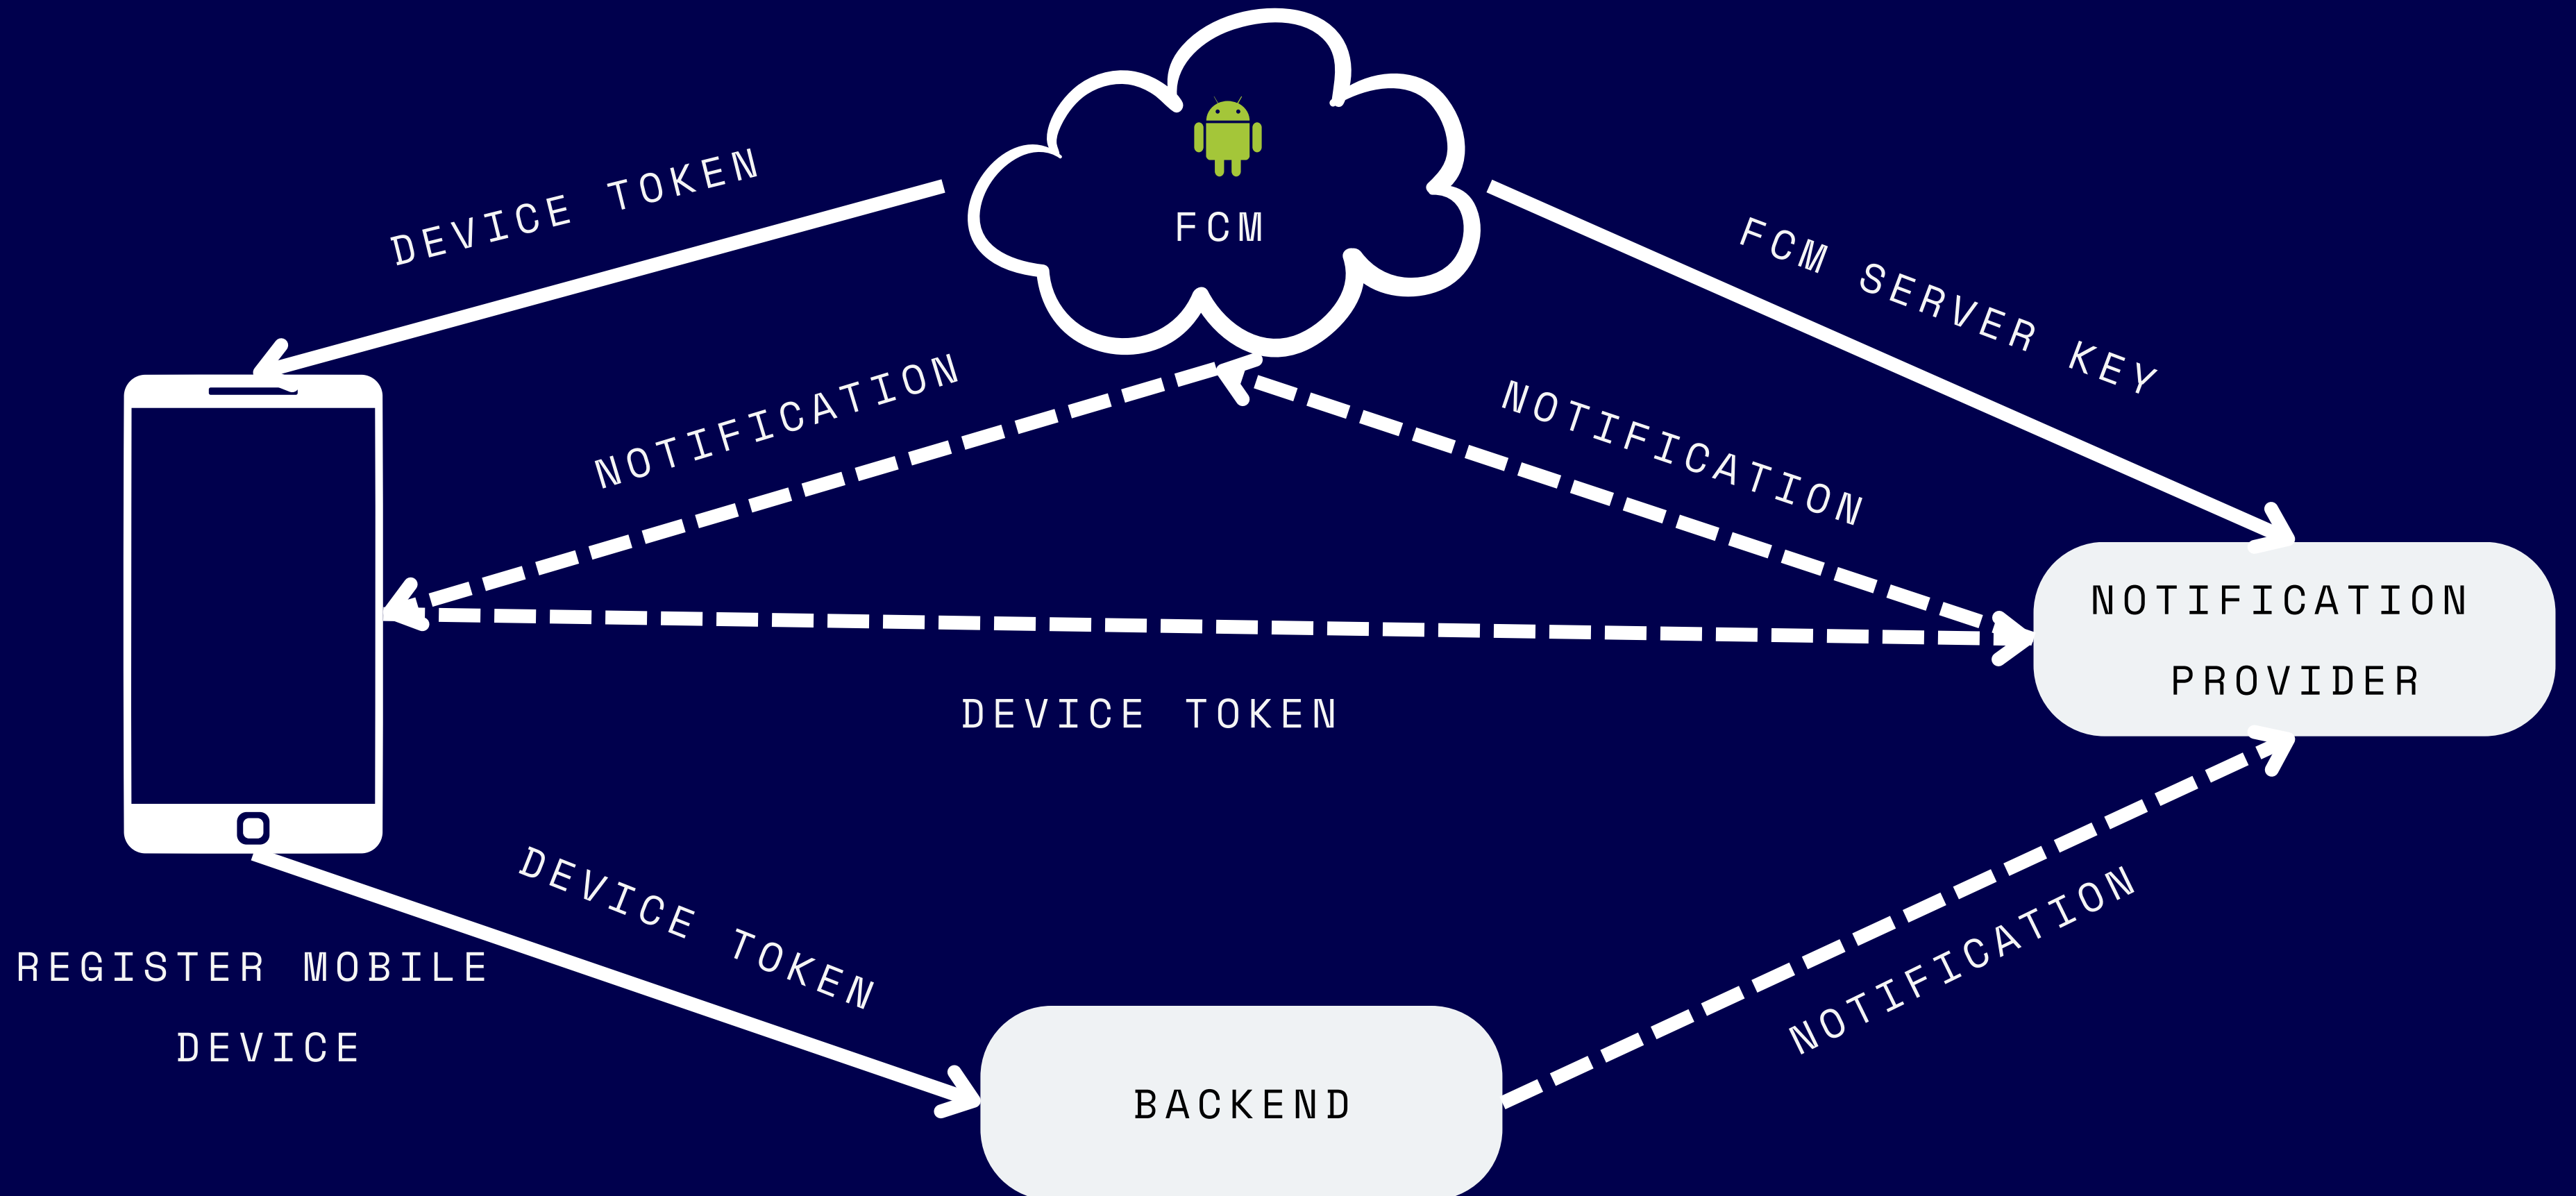 DEVICE TOKEN
FCM
FCM SERVER KEY
NOTIFICATION
NOTIFICATION
NOTIFICATION
PROVIDER
DEVICE TOKEN
DEVICE TOKEN
NOTIFICATION
REGISTER MOBILE
DEVICE
BACKEND